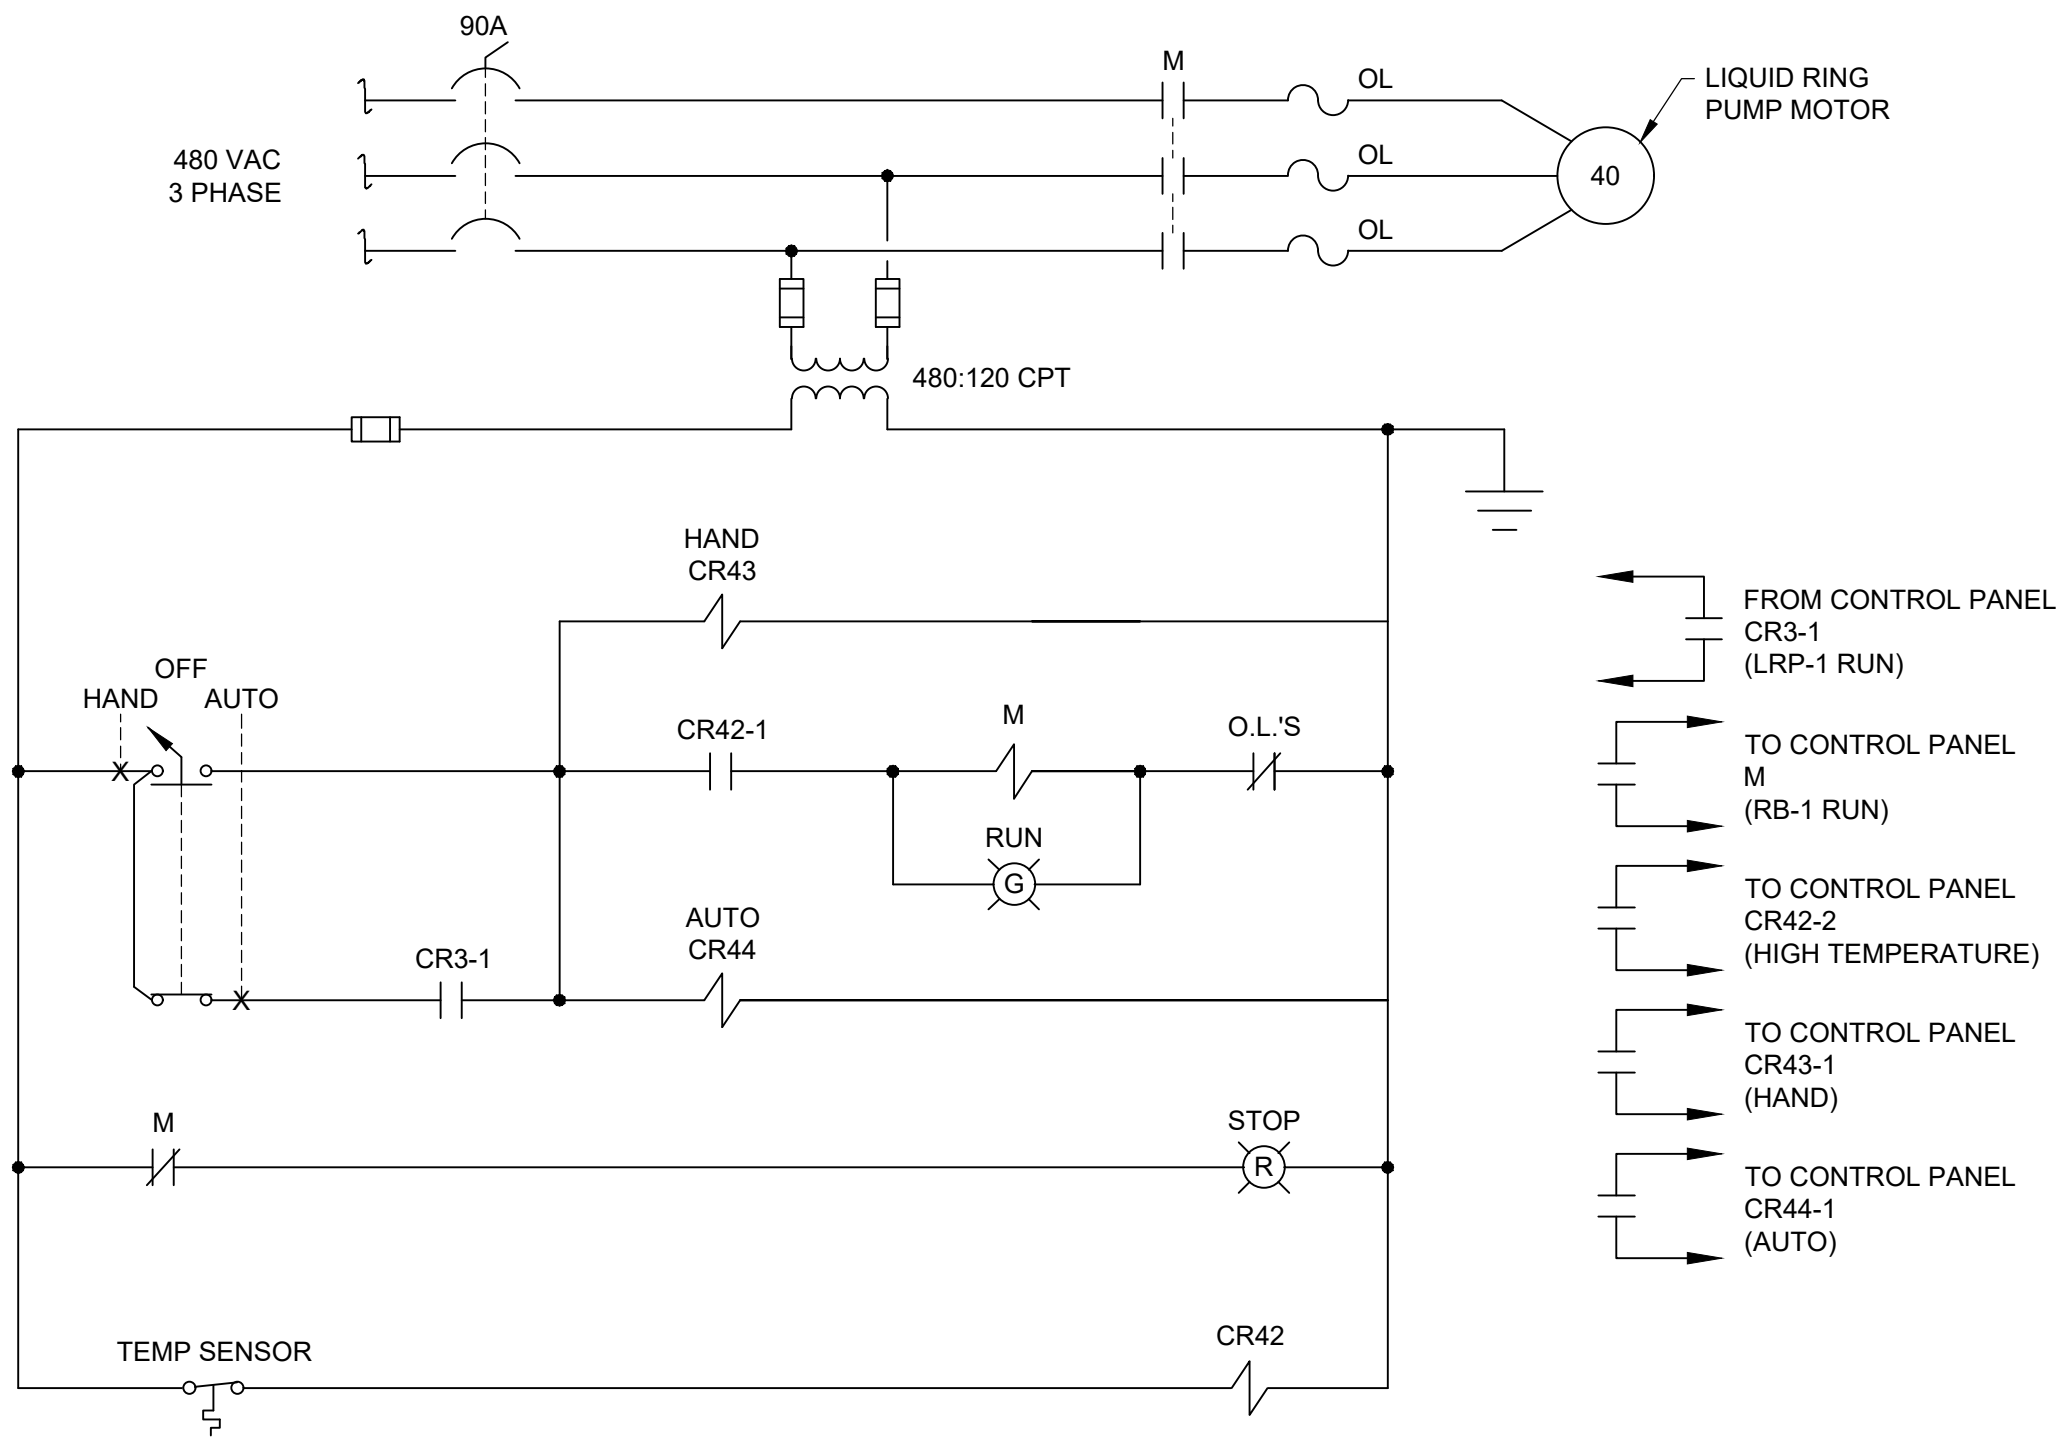 90A
M
OL
LIQUID RING
PUMP MOTOR
480 VAC
3 PHASE
OL
40
OL
480:120 CPT
HAND
CR43
OFF
HAND
AUTO
CR42-1
M
O.L.'S
X
RUN
G
AUTO
CR44
CR3-1
X
M
STOP
R
TEMP SENSOR
CR42
FROM CONTROL PANEL
CR3-1
(LRP-1 RUN)
TO CONTROL PANEL
M
(RB-1 RUN)
TO CONTROL PANEL
CR42-2
(HIGH TEMPERATURE)
TO CONTROL PANEL
CR43-1
(HAND)
TO CONTROL PANEL
CR44-1
(AUTO)